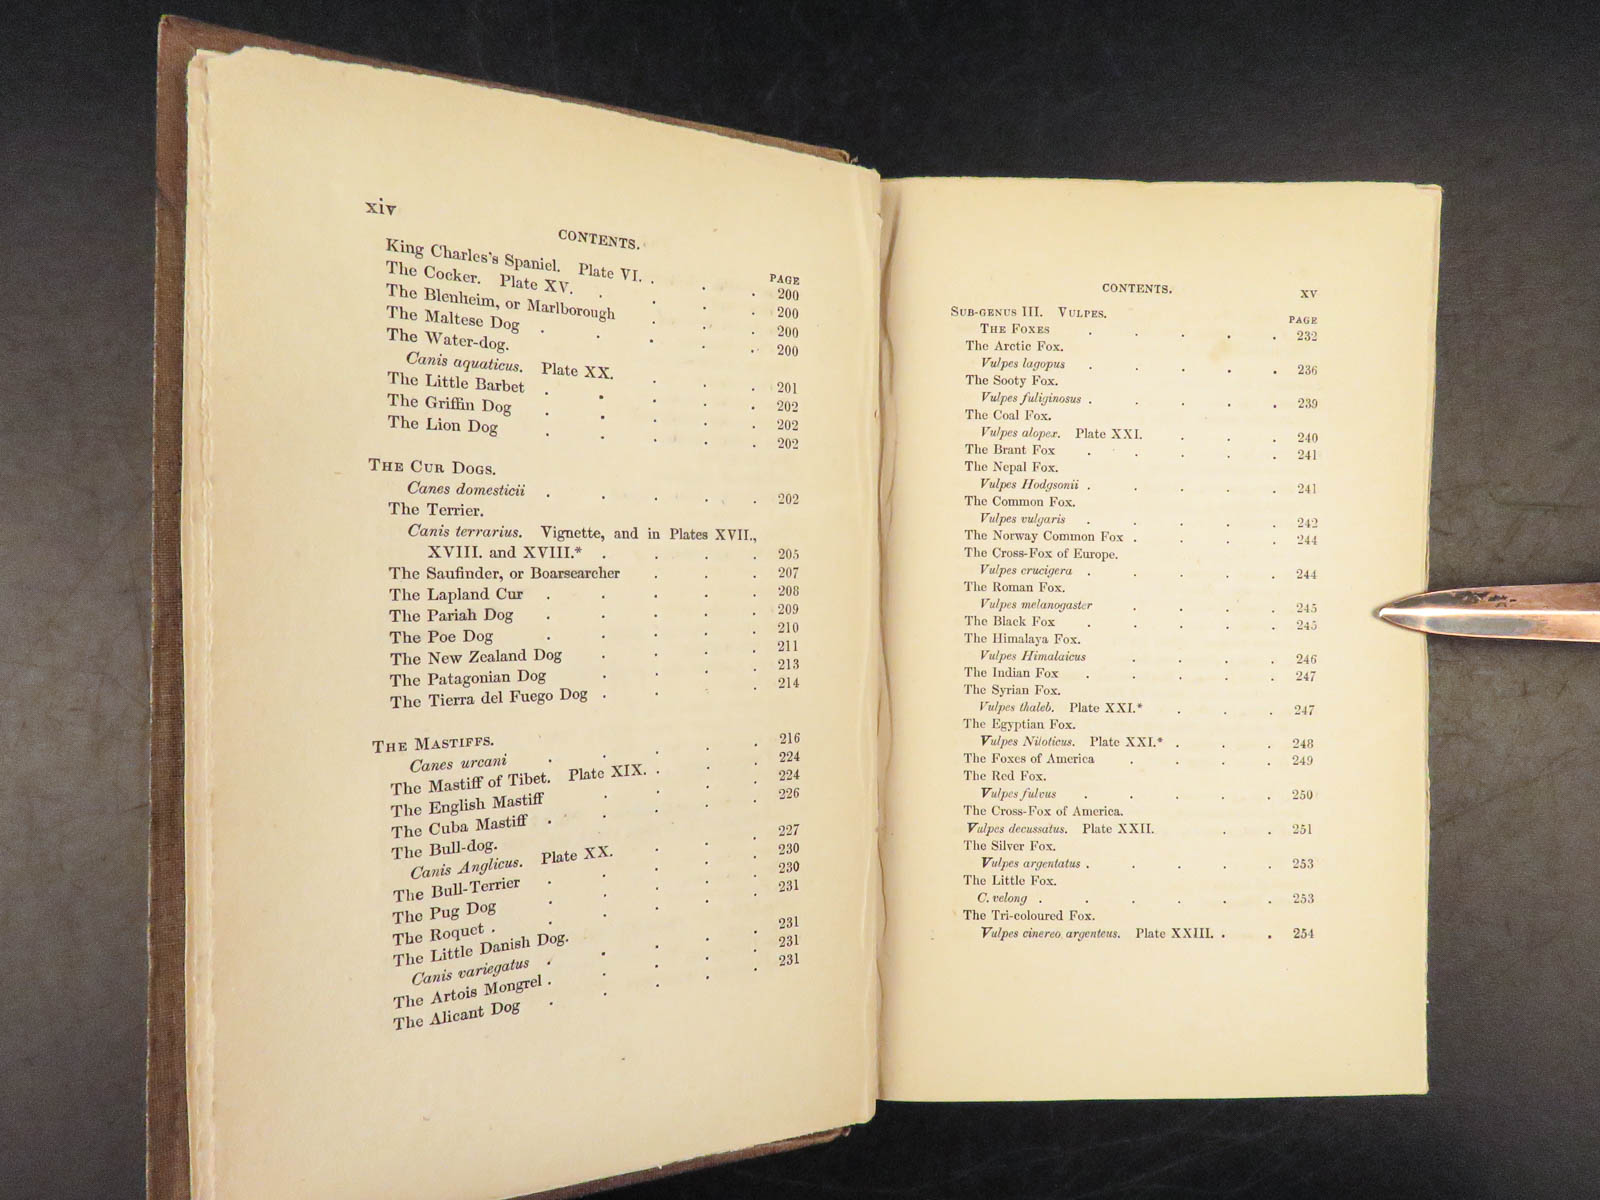 xiv
CONTENTS.
PAGE
King Charles's Spaniel. Plate VI. . . . 200
The Cocker. Plate XV. . . . . 200
The Blenheim, or Marlborough . . . 200
The Maltese Dog . . . . . 200
The Water-dog.
Canis aquaticus. Plate XX. . . . 201
The Little Barbet . . . . . 202
The Griffin Dog . . . . . 202
The Lion Dog . . . . . 202
The Cur Dogs.
Canes domesticii . . . . . 202
The Terrier.
Canis terrarius. Vignette, and in Plates XVII.,
XVIII. and XVIII.* . . . . 205
The Saufinder, or Boarsearcher . . . 207
The Lapland Cur . . . . . 208
The Pariah Dog . . . . . 209
The Poe Dog . . . . . 210
The New Zealand Dog . . . . 211
The Patagonian Dog . . . . 213
The Tierra del Fuego Dog . . . . 214
The Mastiffs.
Canes urcani . . . . . 216
The Mastiff of Tibet. Plate XIX. . . . 224
The English Mastiff . . . . 224
The Cuba Mastiff . . . . . 226
The Bull-dog.
Canis Anglicus. Plate XX. . . . 227
The Bull-Terrier . . . . . 230
The Pug Dog . . . . . 230
The Roquet . . . . . . 231
The Little Danish Dog.
Canis variegatus . . . . . 231
The Artois Mongrel . . . . . 231
The Alicant Dog . . . . . 231
CONTENTS.
xv
PAGE
Sub-genus III. Vulpes.
The Foxes . . . . . 232
The Arctic Fox.
Vulpes lagopus . . . . . 236
The Sooty Fox.
Vulpes fuliginosus . . . . . 239
The Coal Fox.
Vulpes alopex. Plate XXI. . . . 240
The Brant Fox . . . . . 241
The Nepal Fox.
Vulpes Hodgsonii . . . . . 241
The Common Fox.
Vulpes vulgaris . . . . . 242
The Norway Common Fox . . . . 244
The Cross-Fox of Europe.
Vulpes crucigera . . . . . 244
The Roman Fox.
Vulpes melanogaster . . . . 245
The Black Fox . . . . . 245
The Himalaya Fox.
Vulpes Himalaicus . . . . 246
The Indian Fox . . . . . 247
The Syrian Fox.
Vulpes thaleb. Plate XXI.* . . . 247
The Egyptian Fox.
Vulpes Niloticus. Plate XXI.* . . . 248
The Foxes of America . . . . 249
The Red Fox.
Vulpes fulvus . . . . . 250
The Cross-Fox of America.
Vulpes decussatus. Plate XXII. . . 251
The Silver Fox.
Vulpes argentatus . . . . . 253
The Little Fox.
C. velong . . . . . . 253
The Tri-coloured Fox.
Vulpes cinereo argenteus. Plate XXIII. . . 254